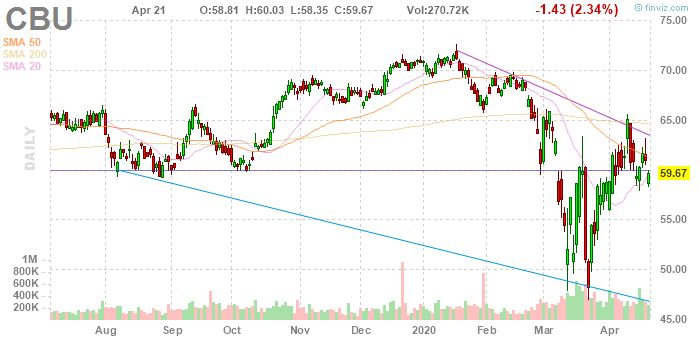 CBU Apr 21 O:58.81 H:60.03 L:58.35 C:59.67 Vol:270.72K -1.43 (2.34%)
© finviz.com
SMA 50
SMA 200
SMA 20
DAILY
75.00
70.00
65.00
60.00
59.67
55.00
50.00
45.00
1M
800K
600K
400K
200K
Aug Sep Oct Nov Dec 2020 Feb Mar Apr